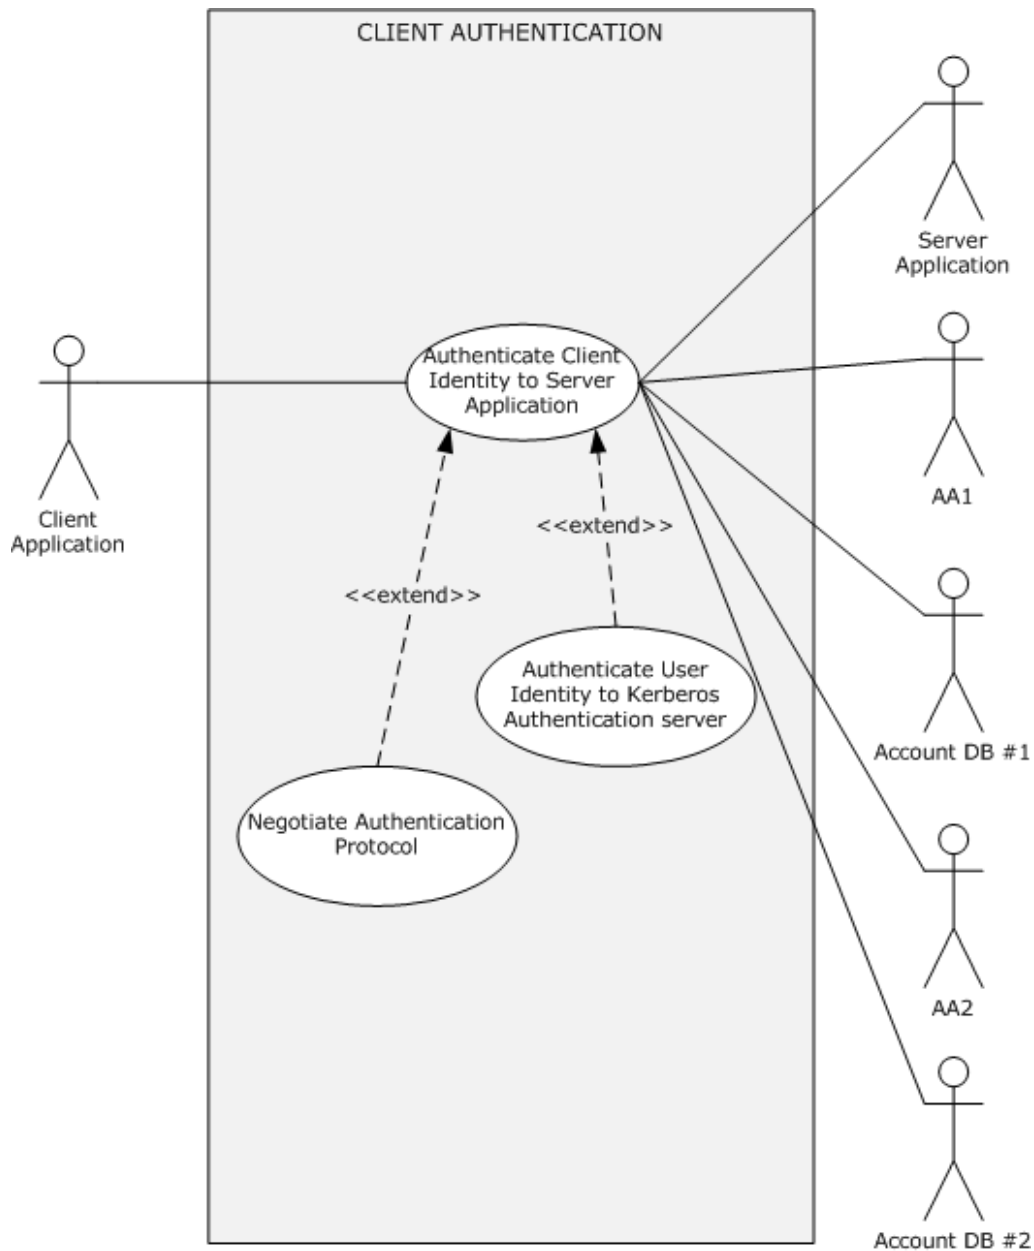 CLIENT AUTHENTICATION
Server
Application
Authenticate Client
Identity to Server
Application
AA1
Client
Application
<<extend>>
<<extend>>
Authenticate User
Identity to Kerberos
Authentication server
Account DB #1
Negotiate Authentication
Protocol
AA2
Account DB #2